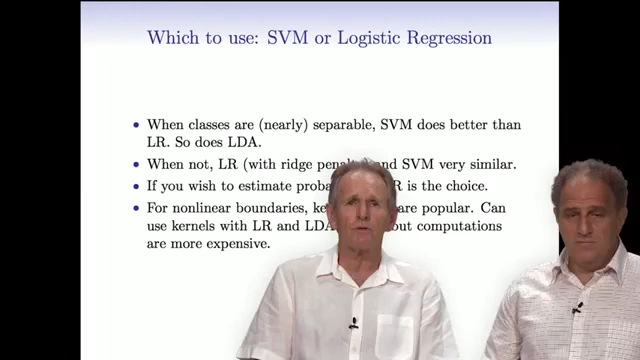 Which to use: SVM or Logistic Regression
• When classes are (nearly) separable, SVM does better than
LR. So does LDA.
• When not, LR (with ridge and SVM very similar.
• If you wish to estimate is the choice.
• For nonlinear boundaries, are popular. Can
use kernels with LR and LDA but computations
are more expensive.